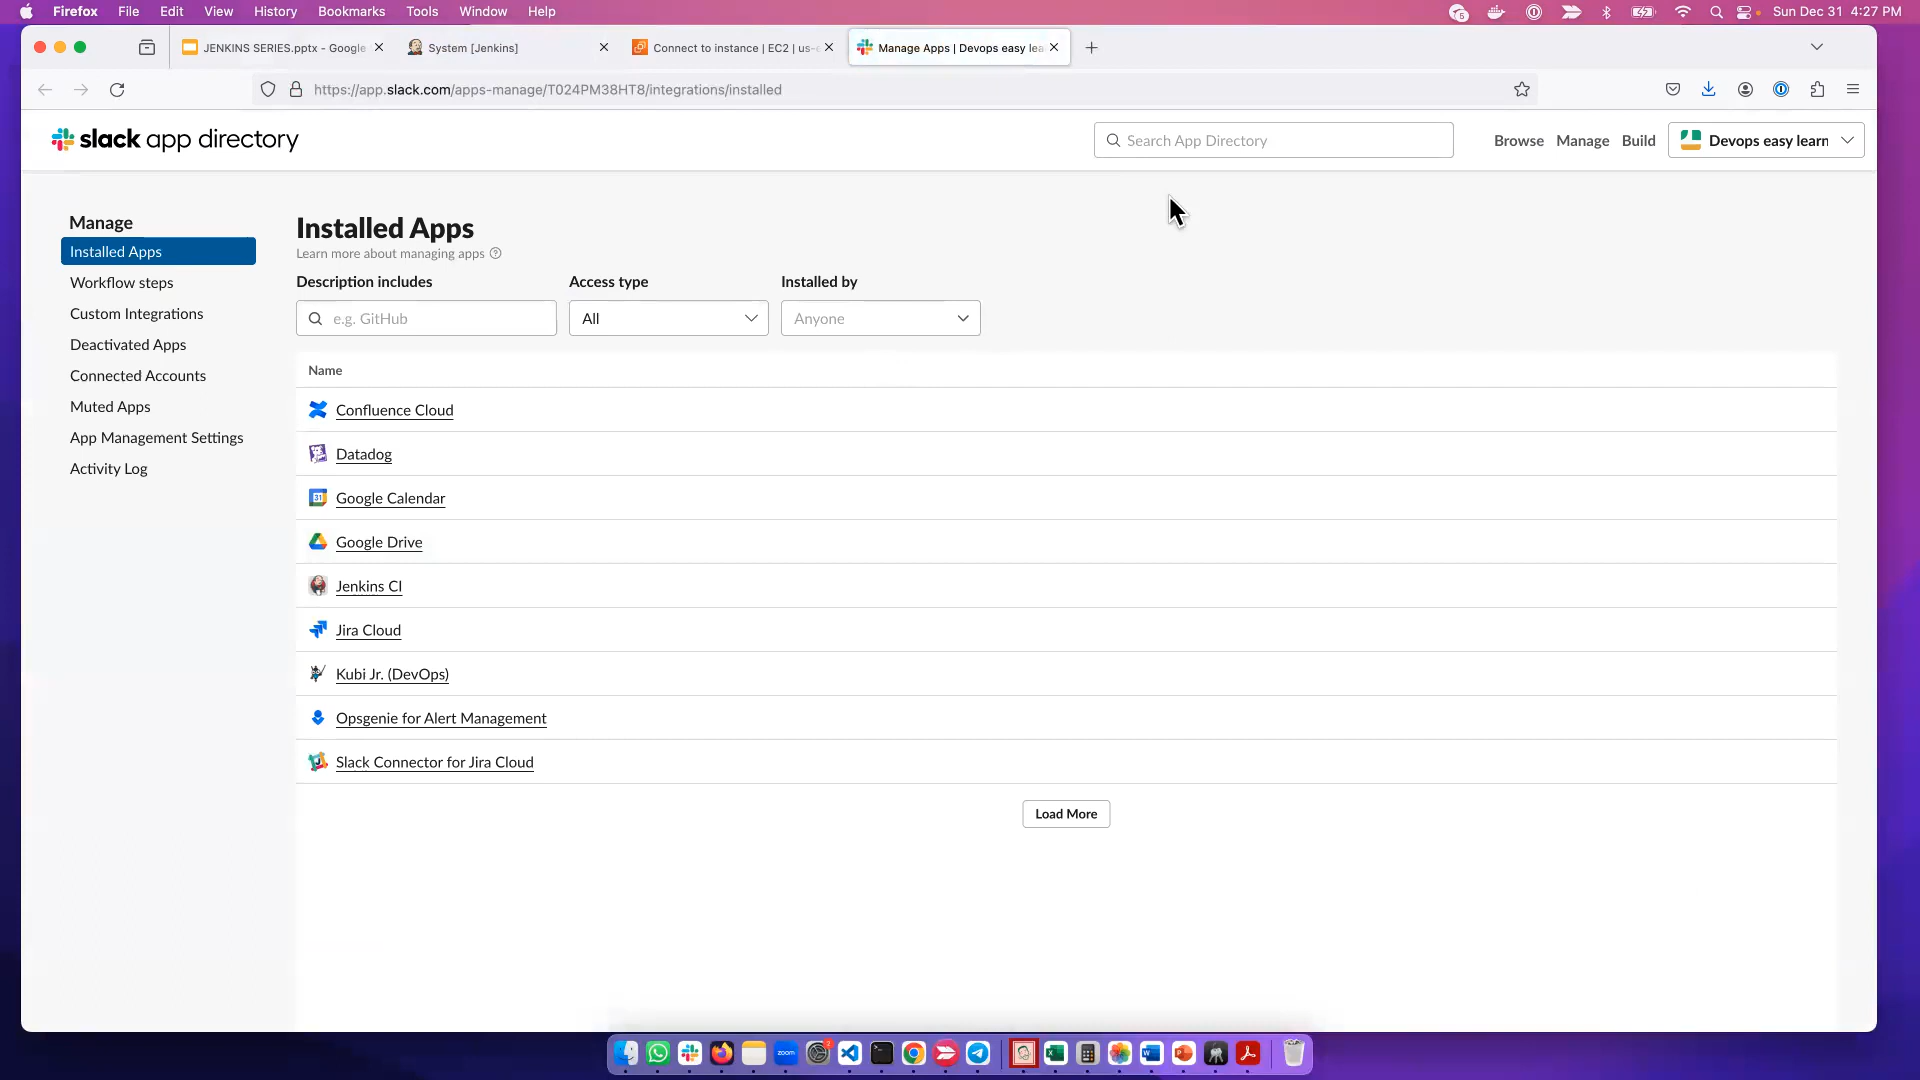 Firefox File Edit View History Bookmarks Tools Window Help
5
Sun Dec 31 4:27 PM
JENKINS SERIES.pptx - Google
System [Jenkins]
Connect to instance | EC2 | us-e
Manage Apps | Devops easy lea
https://app.slack.com/apps-manage/T024PM38HT8/integrations/installed
slack app directory
Search App Directory
Browse Manage Build
Devops easy learn
Manage
Installed Apps
Workflow steps
Custom Integrations
Deactivated Apps
Connected Accounts
Muted Apps
App Management Settings
Activity Log
Installed Apps
Learn more about managing apps
Description includes Access type Installed by
e.g. GitHub All Anyone
Name
Confluence Cloud
Datadog
31
Google Calendar
Google Drive
Jenkins CI
Jira Cloud
Kubi Jr. (DevOps)
Opsgenie for Alert Management
Slack Connector for Jira Cloud
Load More
zoom
2